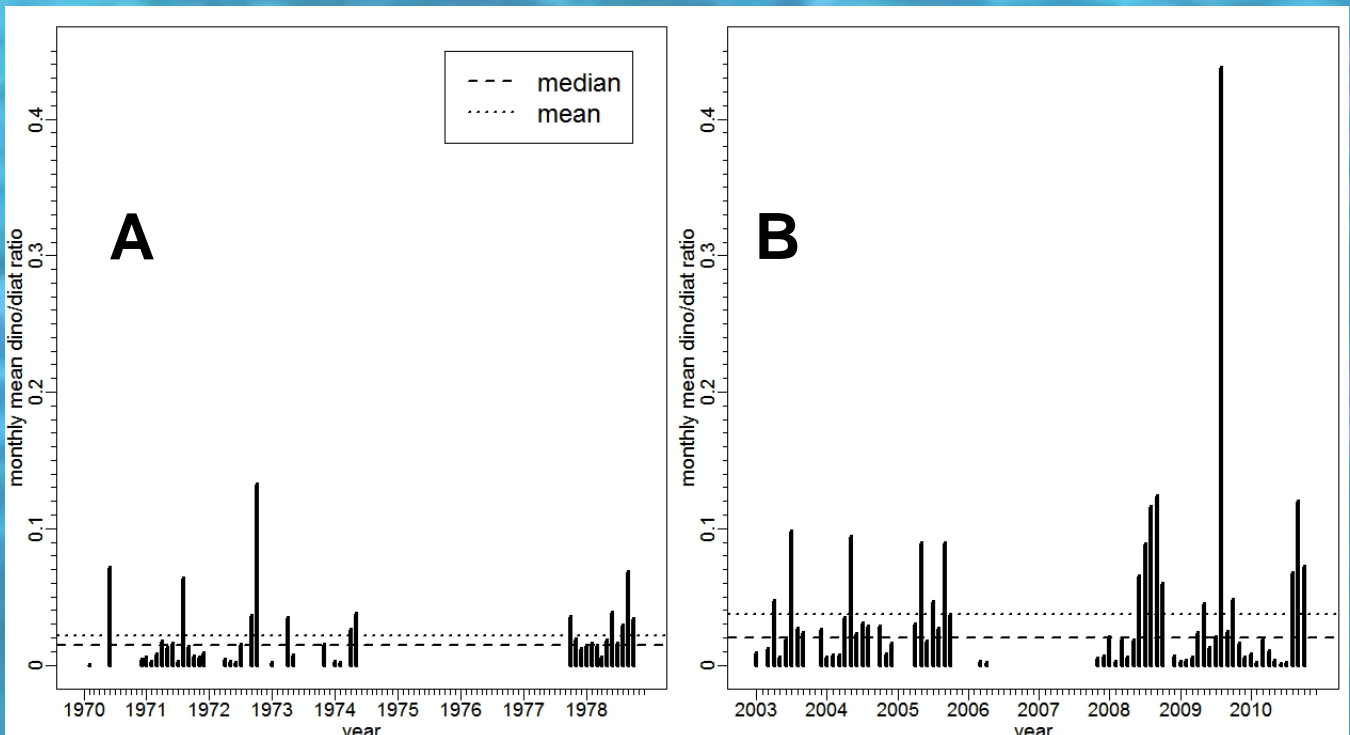 median
mean
A
monthly mean dino/diat ratio
0
0.1
0.2
0.3
0.4
1970 1971 1972 1973 1974 1975 1976 1977 1978
year
B
monthly mean dino/diat ratio
0
0.1
0.2
0.3
0.4
2003 2004 2005 2006 2007 2008 2009 2010
year